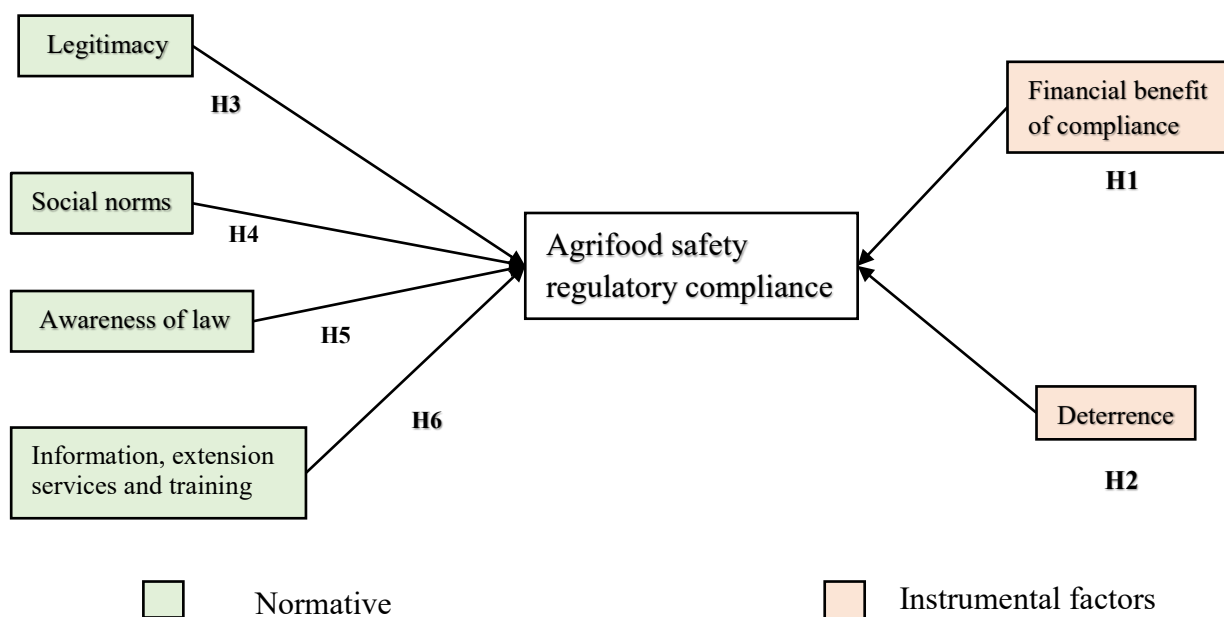 Legitimacy
H3
Social norms
H4
Awareness of law
H5
Information, extension
services and training
H6
Agrifood safety
regulatory compliance
Financial benefit
of compliance
H1
Deterrence
H2
Normative
Instrumental factors